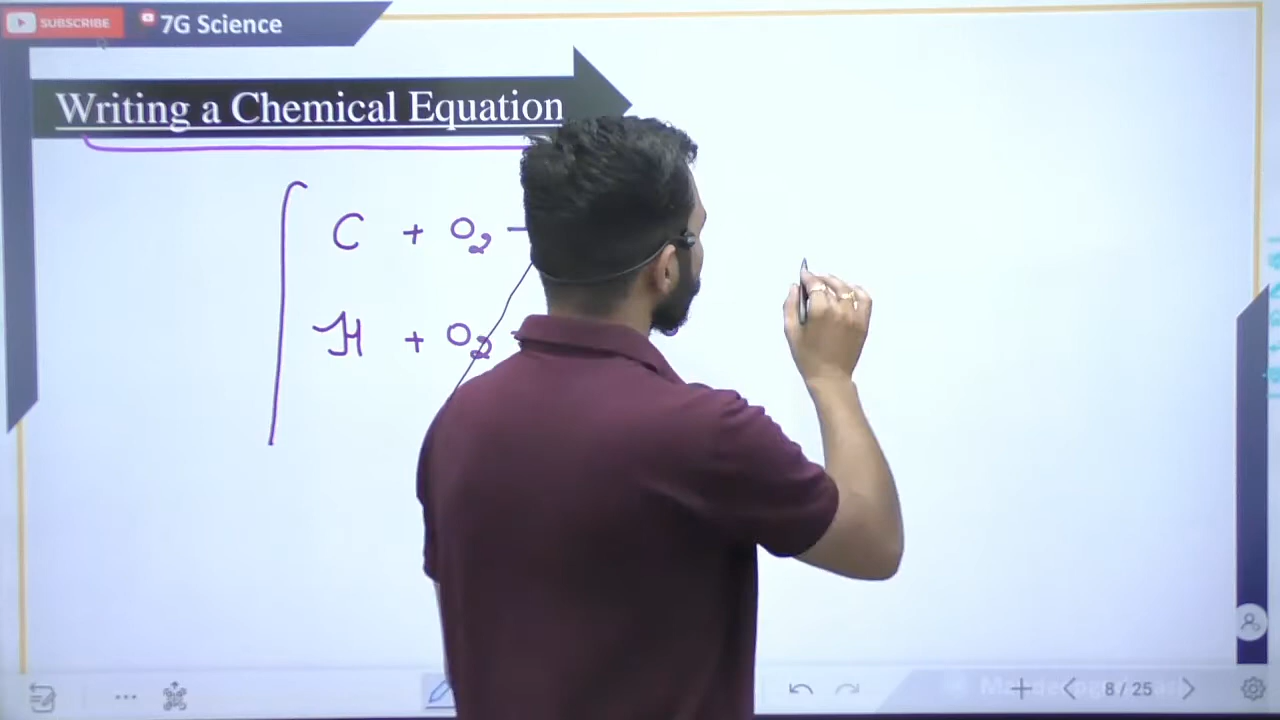 SUBSCRIBE
7G Science
Writing a Chemical Equation
C + O₂ -
H + O₂ -
8 / 25